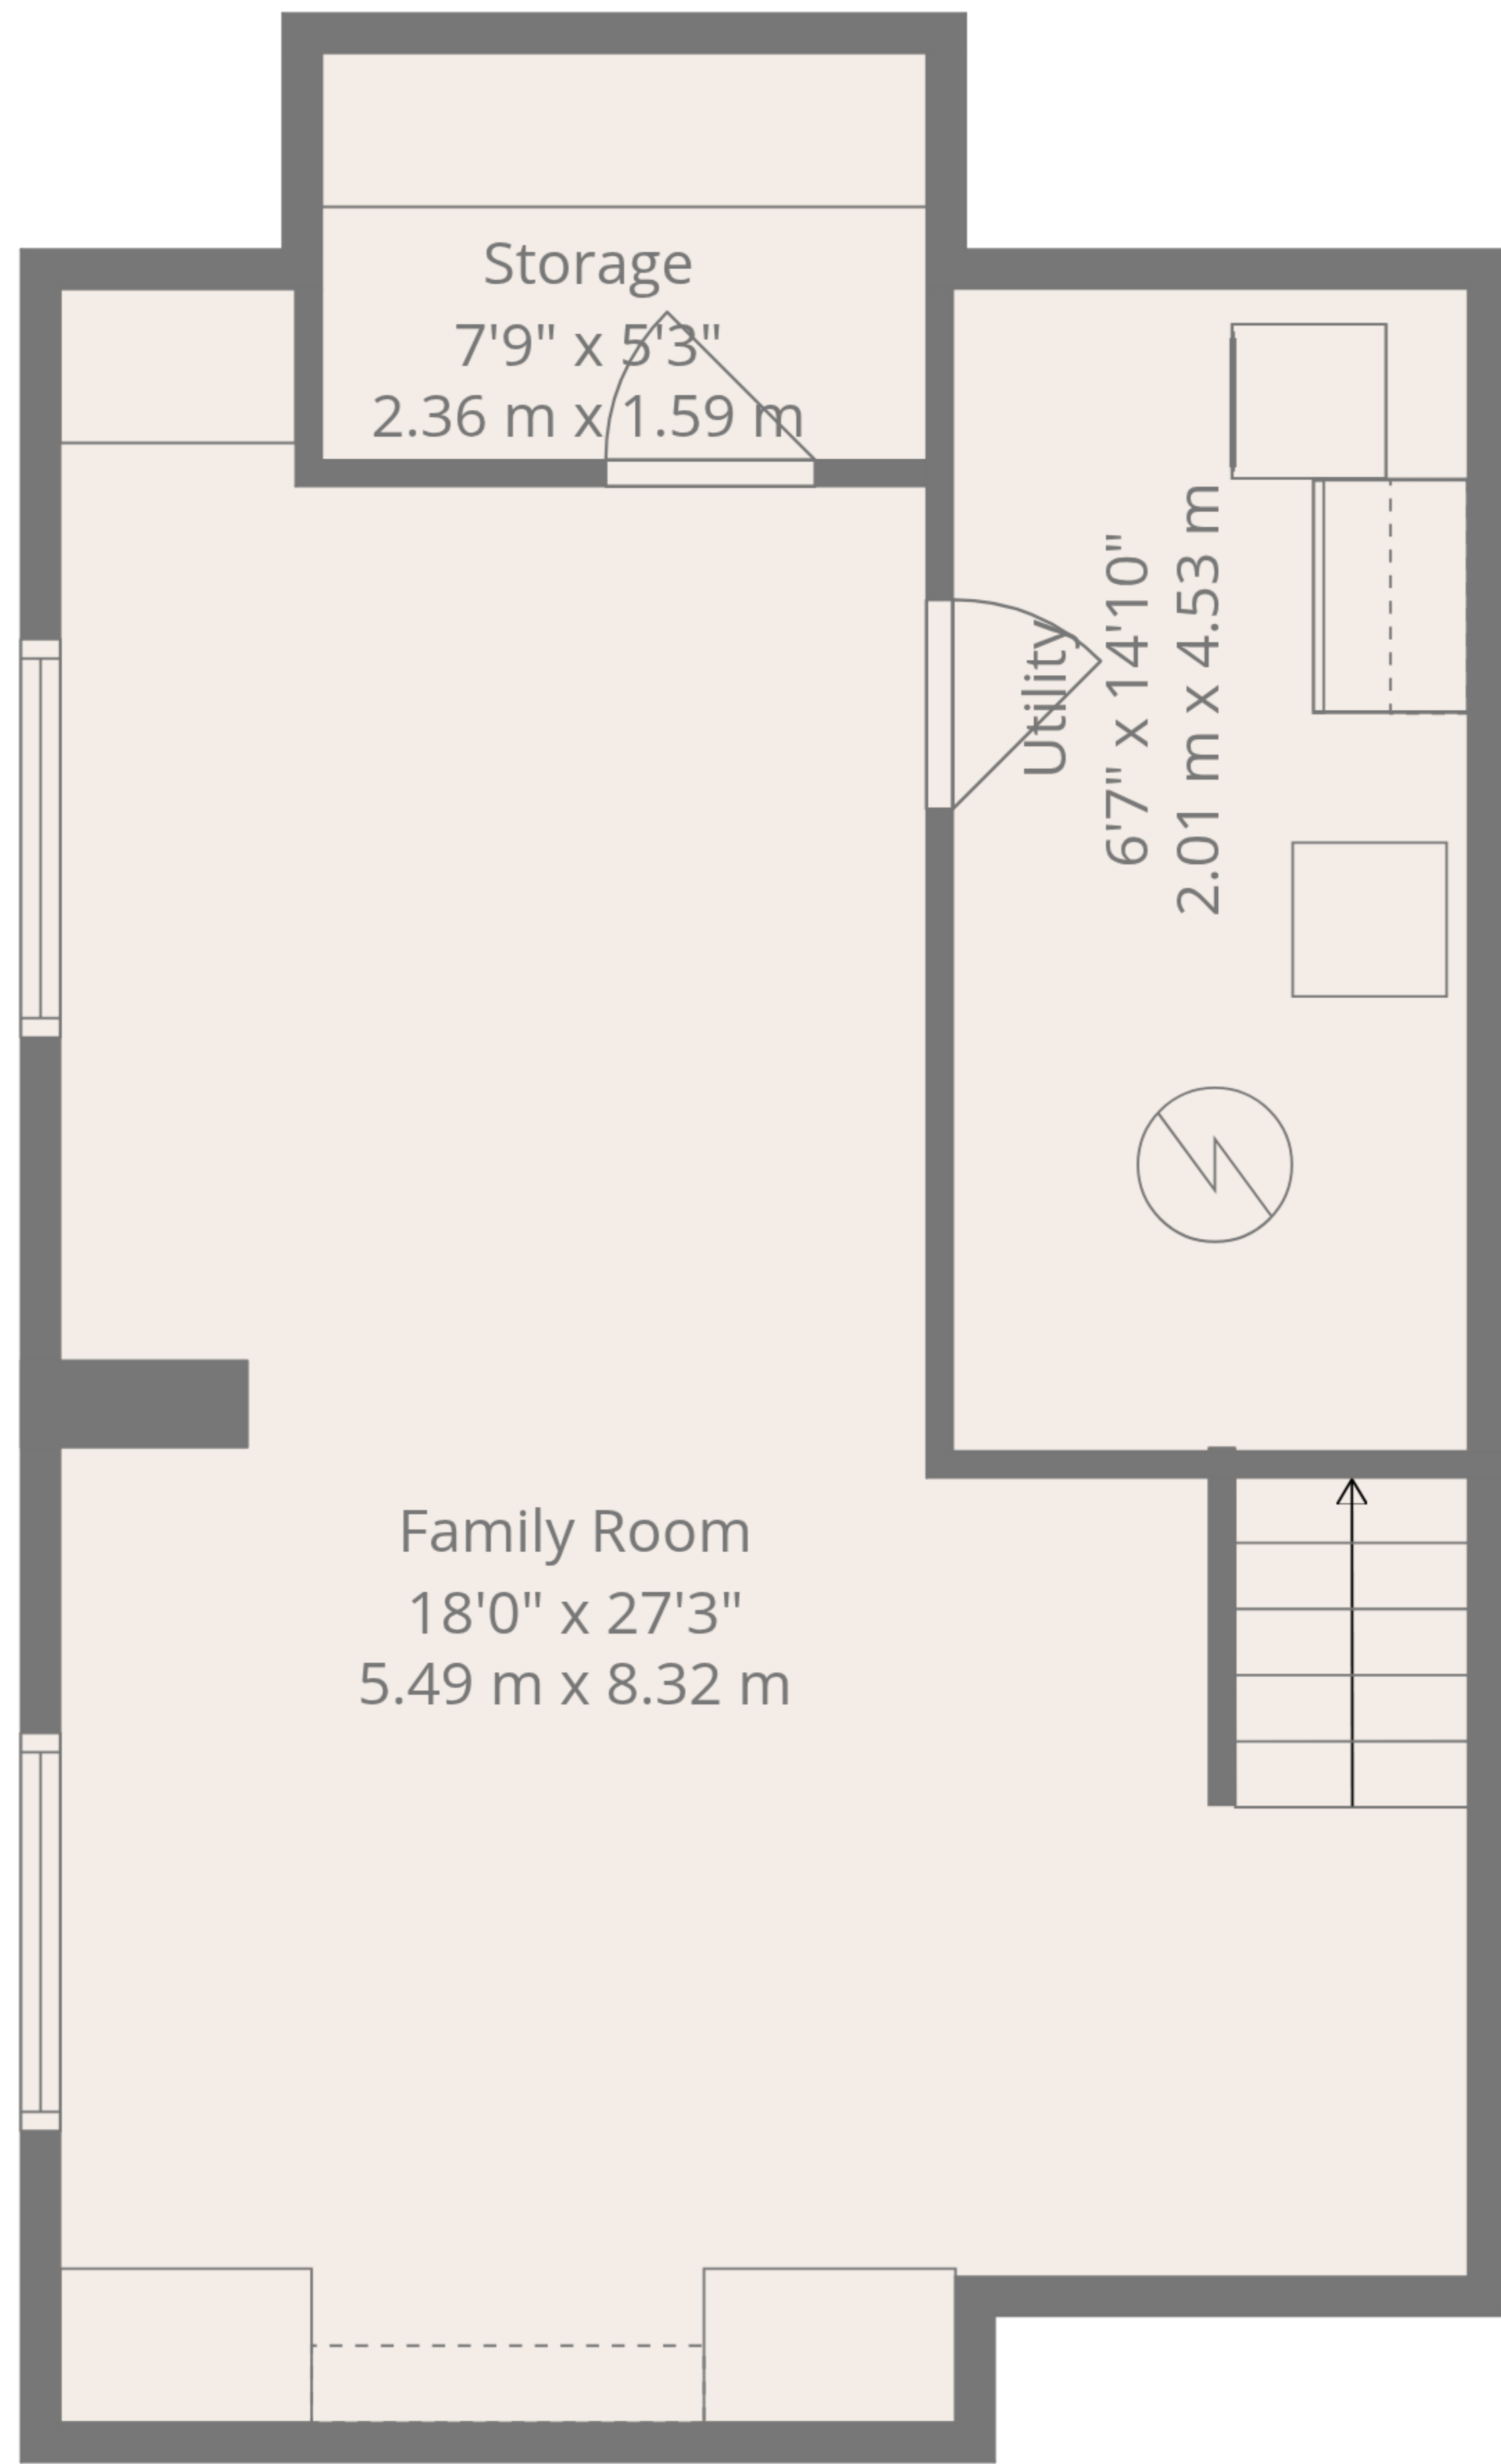 Storage
7'9" x 5'3"
2.36 m x 1.59 m
Utility
6'7" x 14'10"
2.01 m x 4.53 m
Family Room
18'0" x 27'3"
5.49 m x 8.32 m